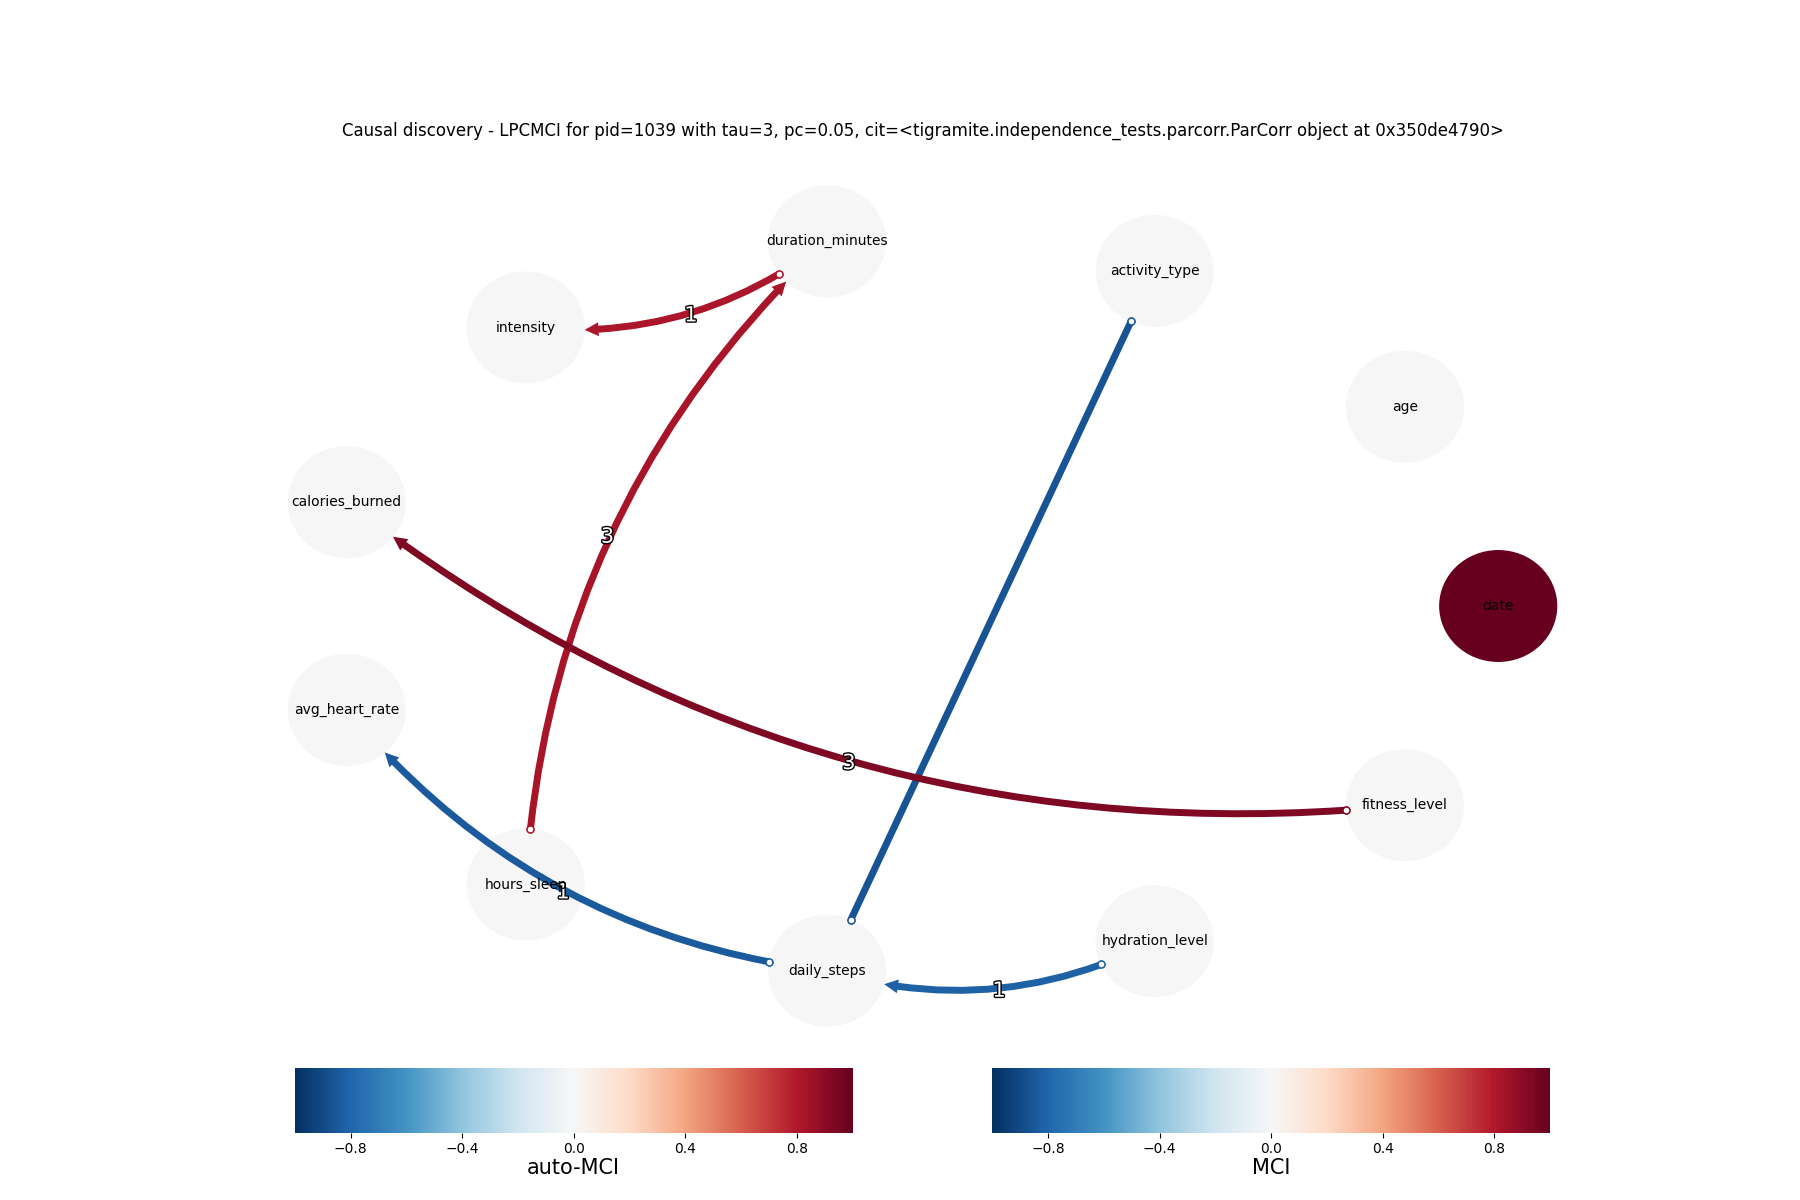 Causal discovery - LPCMCI for pid=1039 with tau=3, pc=0.05, cit=<tigramite.independence_tests.parcorr.ParCorr object at 0x350de4790>
duration_minutes
activity_type
intensity
1
age
calories_burned
3
date
avg_heart_rate
3
fitness_level
hours_sleep
1
hydration_level
daily_steps
1
−0.8 −0.4 0.0 0.4 0.8
auto-MCI
−0.8 −0.4 0.0 0.4 0.8
MCI